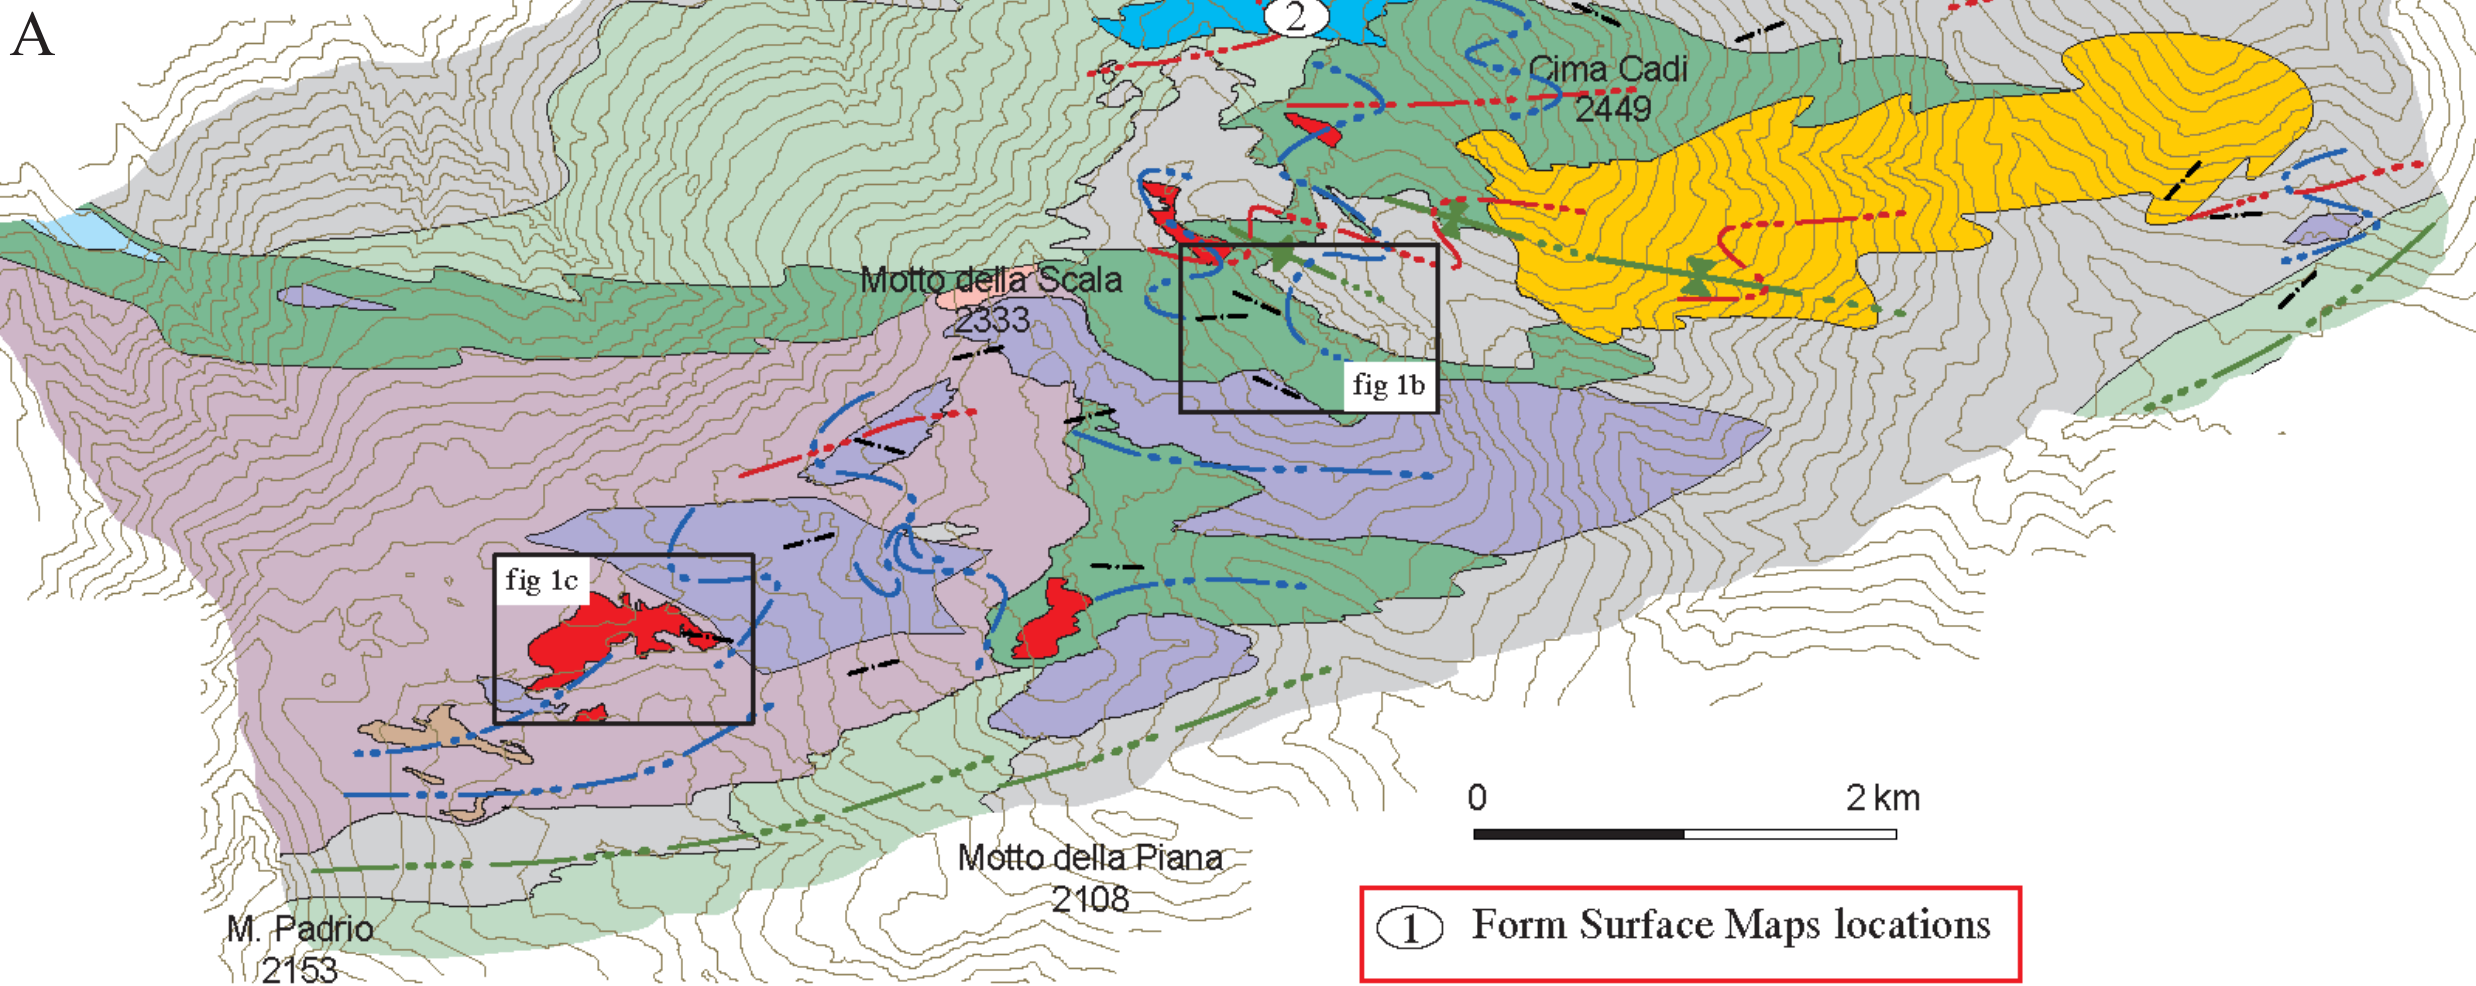 A
2
Cima Cadi
2449
Motto della Scala
2333
fig 1b
fig 1c
0 2 km
Motto della Piana
2108
1 Form Surface Maps locations
M. Padrio
2153